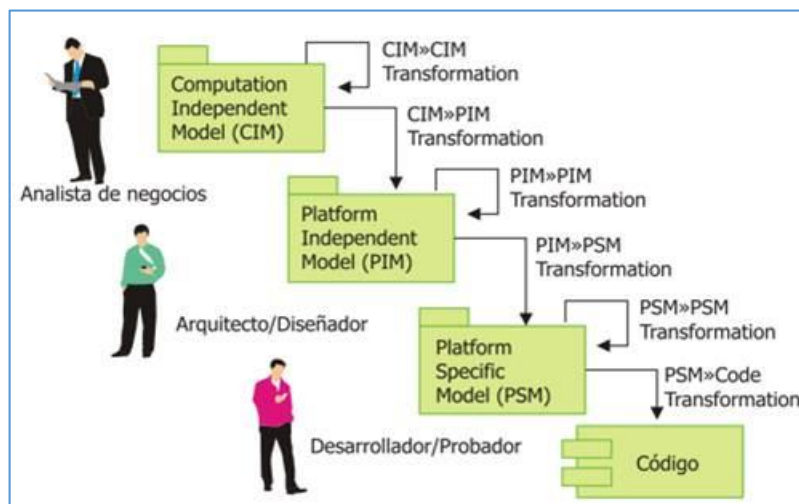 Computation
Independent
Model (CIM)
CIM»CIM
Transformation
CIM»PIM
Transformation
Analista de negocios
Platform
Independent
Model (PIM)
PIM»PIM
Transformation
PIM»PSM
Transformation
Arquitecto/Diseñador
Platform
Specific
Model (PSM)
PSM»PSM
Transformation
PSM»Code
Transformation
Desarrollador/Probador
Código